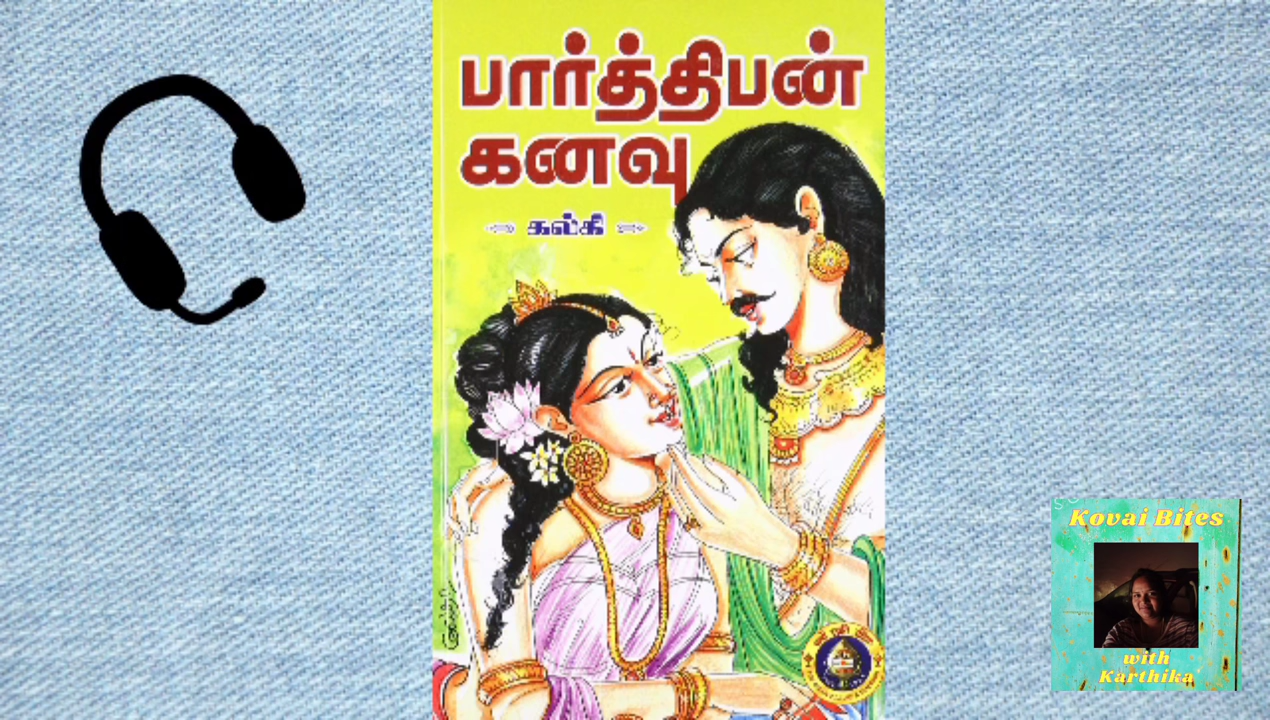 பார்த்திபன்
கனவு
கல்கி
Kovai Bites
with
Karthika